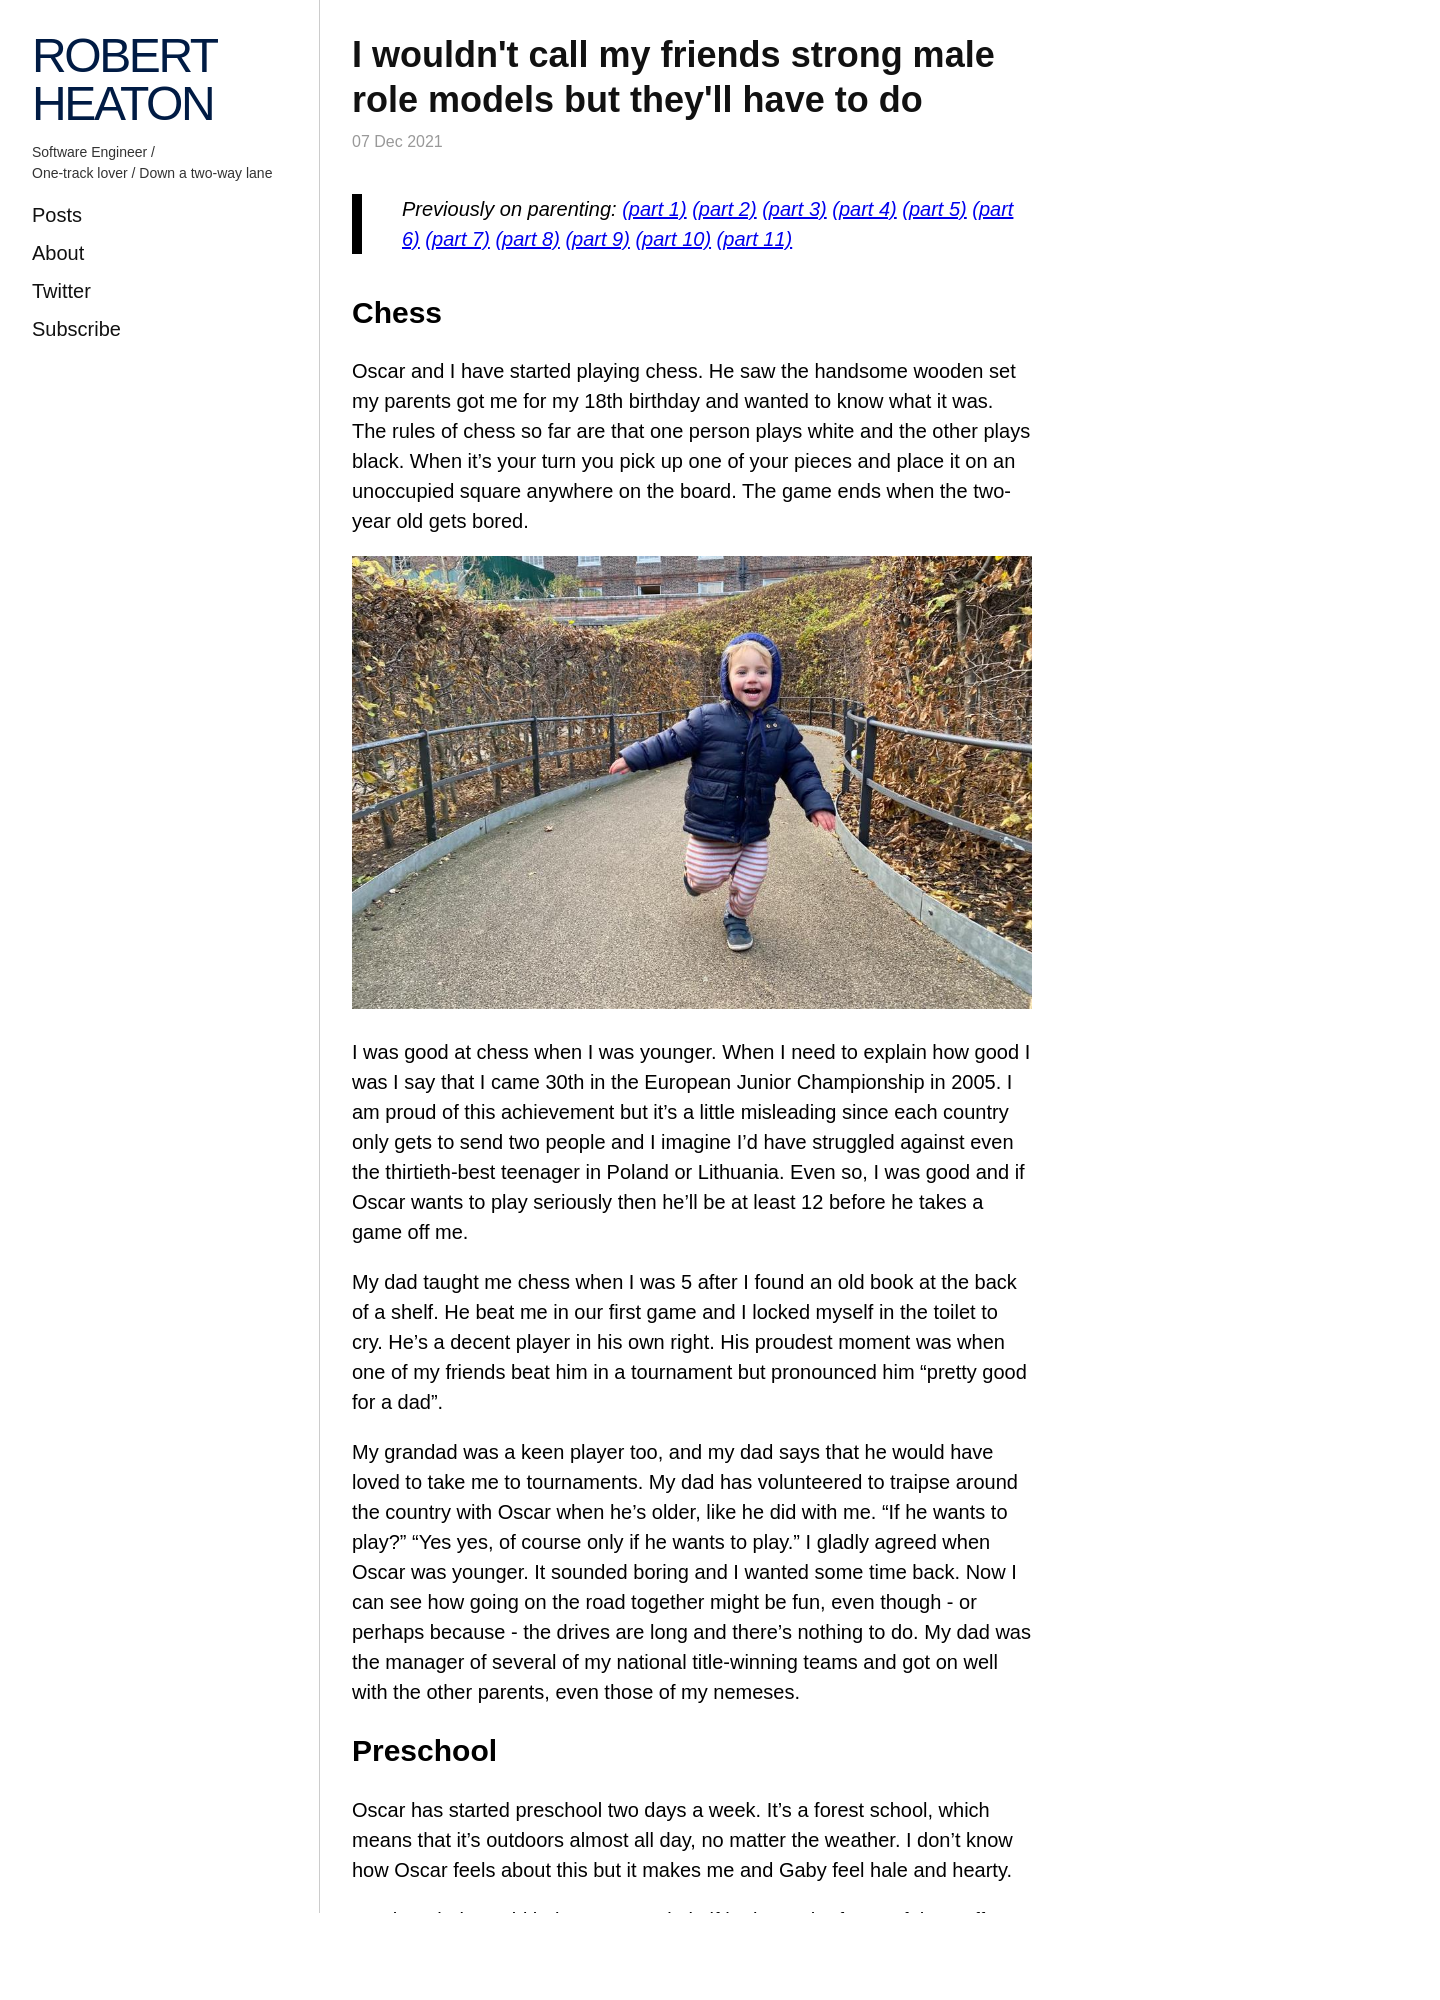 ROBERT
HEATON
Software Engineer /
One-track lover / Down a two-way lane
Posts
About
Twitter
Subscribe
I wouldn't call my friends strong male
role models but they'll have to do
07 Dec 2021
Previously on parenting: (part 1) (part 2) (part 3) (part 4) (part 5) (part
6) (part 7) (part 8) (part 9) (part 10) (part 11)
Chess
Oscar and I have started playing chess. He saw the handsome wooden set
my parents got me for my 18th birthday and wanted to know what it was.
The rules of chess so far are that one person plays white and the other plays
black. When it’s your turn you pick up one of your pieces and place it on an
unoccupied square anywhere on the board. The game ends when the two-
year old gets bored.
I was good at chess when I was younger. When I need to explain how good I
was I say that I came 30th in the European Junior Championship in 2005. I
am proud of this achievement but it’s a little misleading since each country
only gets to send two people and I imagine I’d have struggled against even
the thirtieth-best teenager in Poland or Lithuania. Even so, I was good and if
Oscar wants to play seriously then he’ll be at least 12 before he takes a
game off me.
My dad taught me chess when I was 5 after I found an old book at the back
of a shelf. He beat me in our first game and I locked myself in the toilet to
cry. He’s a decent player in his own right. His proudest moment was when
one of my friends beat him in a tournament but pronounced him “pretty good
for a dad”.
My grandad was a keen player too, and my dad says that he would have
loved to take me to tournaments. My dad has volunteered to traipse around
the country with Oscar when he’s older, like he did with me. “If he wants to
play?” “Yes yes, of course only if he wants to play.” I gladly agreed when
Oscar was younger. It sounded boring and I wanted some time back. Now I
can see how going on the road together might be fun, even though - or
perhaps because - the drives are long and there’s nothing to do. My dad was
the manager of several of my national title-winning teams and got on well
with the other parents, even those of my nemeses.
Preschool
Oscar has started preschool two days a week. It’s a forest school, which
means that it’s outdoors almost all day, no matter the weather. I don’t know
how Oscar feels about this but it makes me and Gaby feel hale and hearty.